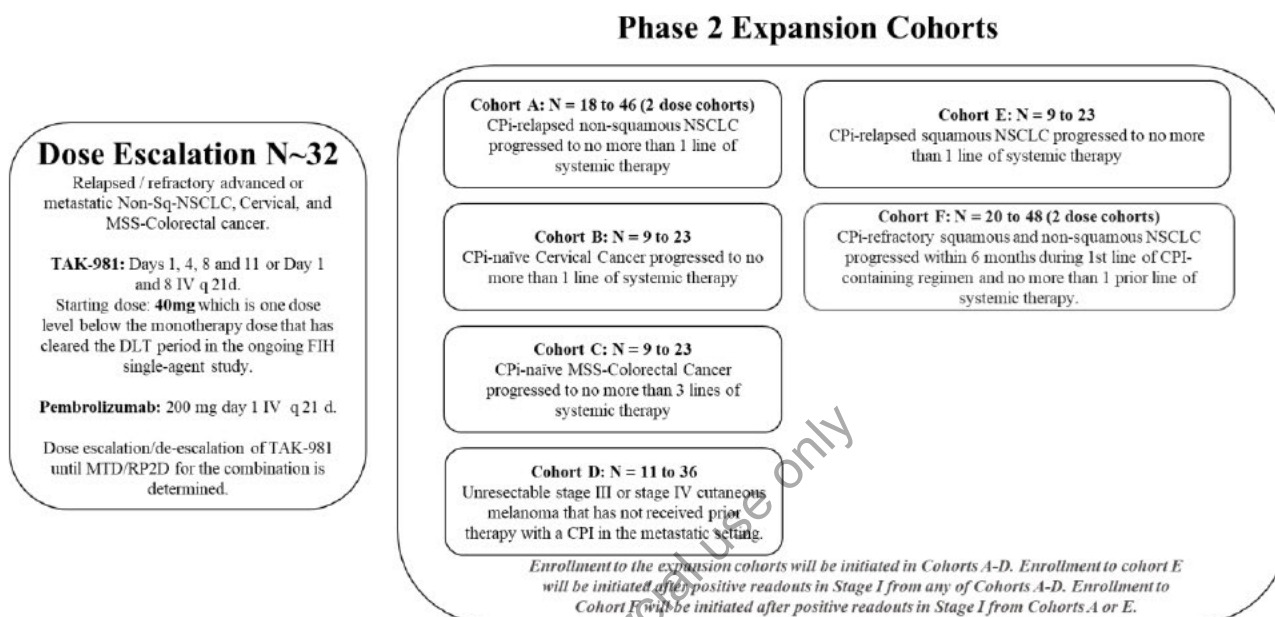 Phase 2 Expansion Cohorts
Dose Escalation N~32
Relapsed / refractory advanced or
metastatic Non-Sq-NSCLC, Cervical, and
MSS-Colorectal cancer.
TAK-981: Days 1, 4, 8 and 11 or Day 1
and 8 IV q 21d.
Starting dose: 40mg which is one dose
level below the monotherapy dose that has
cleared the DLT period in the ongoing FIH
single-agent study.
Pembrolizumab: 200 mg day 1 IV q 21 d.
Dose escalation/de-escalation of TAK-981
until MTD/RP2D for the combination is
determined.
Cohort A: N = 18 to 46 (2 dose cohorts)
CPi-relapsed non-squamous NSCLC
progressed to no more than 1 line of
systemic therapy
Cohort B: N = 9 to 23
CPi-naïve Cervical Cancer progressed to no
more than 1 line of systemic therapy
Cohort C: N = 9 to 23
CPi-naïve MSS-Colorectal Cancer
progressed to no more than 3 lines of
systemic therapy
Cohort D: N = 11 to 36
Unresectable stage III or stage IV cutaneous
melanoma that has not received prior
therapy with a CPI in the metastatic setting.
Cohort E: N = 9 to 23
CPi-relapsed squamous NSCLC progressed to no more
than 1 line of systemic therapy
Cohort F: N = 20 to 48 (2 dose cohorts)
CPi-refractory squamous and non-squamous NSCLC
progressed within 6 months during 1st line of CPI-
containing regimen and no more than 1 prior line of
systemic therapy.
Enrollment to the expansion cohorts will be initiated in Cohorts A-D. Enrollment to cohort E
will be initiated after positive readouts in Stage I from any of Cohorts A-D. Enrollment to
Cohort F will be initiated after positive readouts in Stage I from Cohorts A or E.
use only